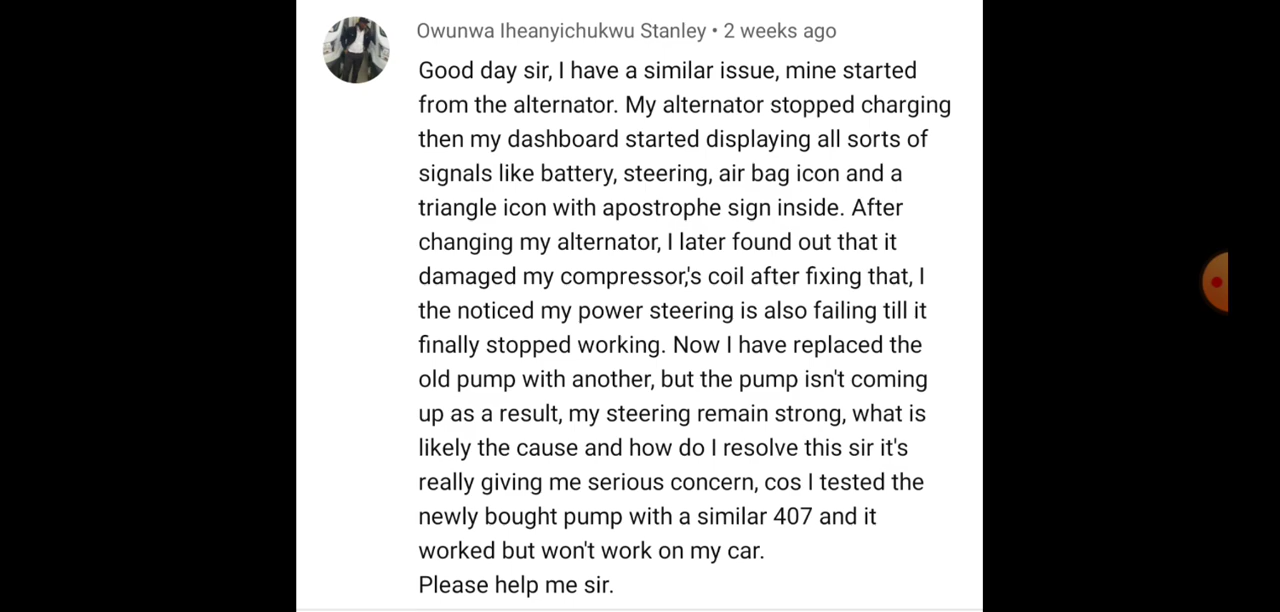 Owunwa Iheanyichukwu Stanley • 2 weeks ago
Good day sir, I have a similar issue, mine started
from the alternator. My alternator stopped charging
then my dashboard started displaying all sorts of
signals like battery, steering, air bag icon and a
triangle icon with apostrophe sign inside. After
changing my alternator, I later found out that it
damaged my compressor,'s coil after fixing that, I
the noticed my power steering is also failing till it
finally stopped working. Now I have replaced the
old pump with another, but the pump isn't coming
up as a result, my steering remain strong, what is
likely the cause and how do I resolve this sir it's
really giving me serious concern, cos I tested the
newly bought pump with a similar 407 and it
worked but won't work on my car.
Please help me sir.